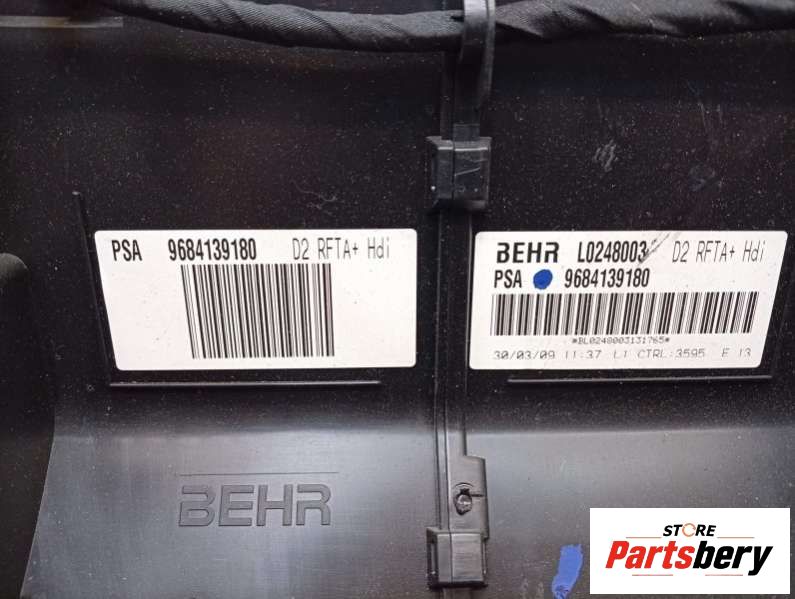 PSA 9684139180 D2 RFTA+ Hdi
BEHR L0248003 D2 RFTA+ Hdi
PSA 9684139180
*BL0248003131765*
30/03/09 11:37 L1 CTRL:3595 E 13
BEHR
STORE
Partsbery